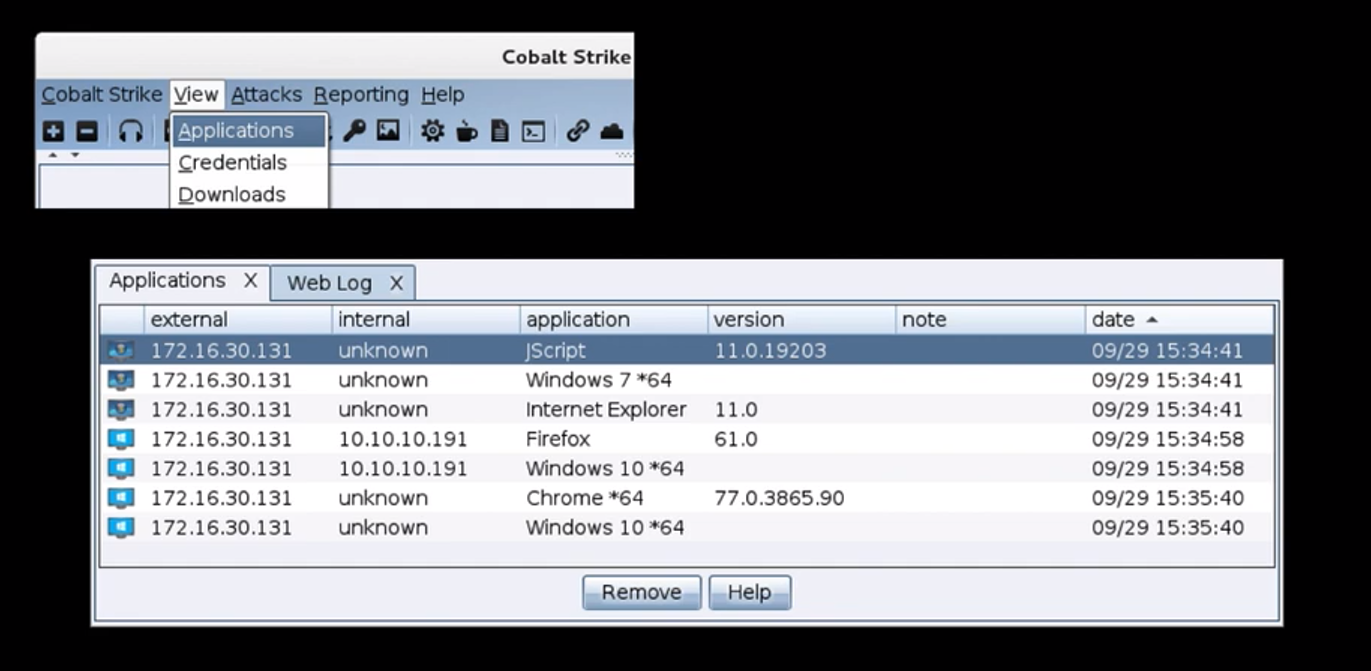 Cobalt Strike
Cobalt Strike View Attacks Reporting Help
Applications
Credentials
Downloads
Applications X Web Log X
external internal application version note date
172.16.30.131 unknown JScript 11.0.19203 09/29 15:34:41
172.16.30.131 unknown Windows 7 *64 09/29 15:34:41
172.16.30.131 unknown Internet Explorer 11.0 09/29 15:34:41
172.16.30.131 10.10.10.191 Firefox 61.0 09/29 15:34:58
172.16.30.131 10.10.10.191 Windows 10 *64 09/29 15:34:58
172.16.30.131 unknown Chrome *64 77.0.3865.90 09/29 15:35:40
172.16.30.131 unknown Windows 10 *64 09/29 15:35:40
Remove Help